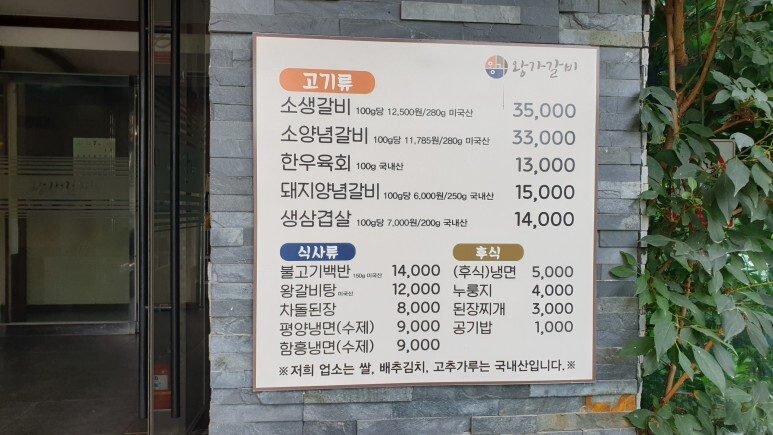 왕가갈비
고기류
소생갈비 100g당 12,500원/280g 미국산 35,000
소양념갈비 100g당 11,785원/280g 미국산 33,000
한우육회 100g 국내산 13,000
돼지양념갈비 100g당 6,000원/250g 국내산 15,000
생삼겹살 100g당 7,000원/200g 국내산 14,000
식사류
불고기백반 150g 미국산 14,000
왕갈비탕 미국산 12,000
차돌된장 8,000
평양냉면(수제) 9,000
함흥냉면(수제) 9,000
후식
(후식)냉면 5,000
누룽지 4,000
된장찌개 3,000
공기밥 1,000
※저희 업소는 쌀, 배추김치, 고추가루는 국내산입니다.※